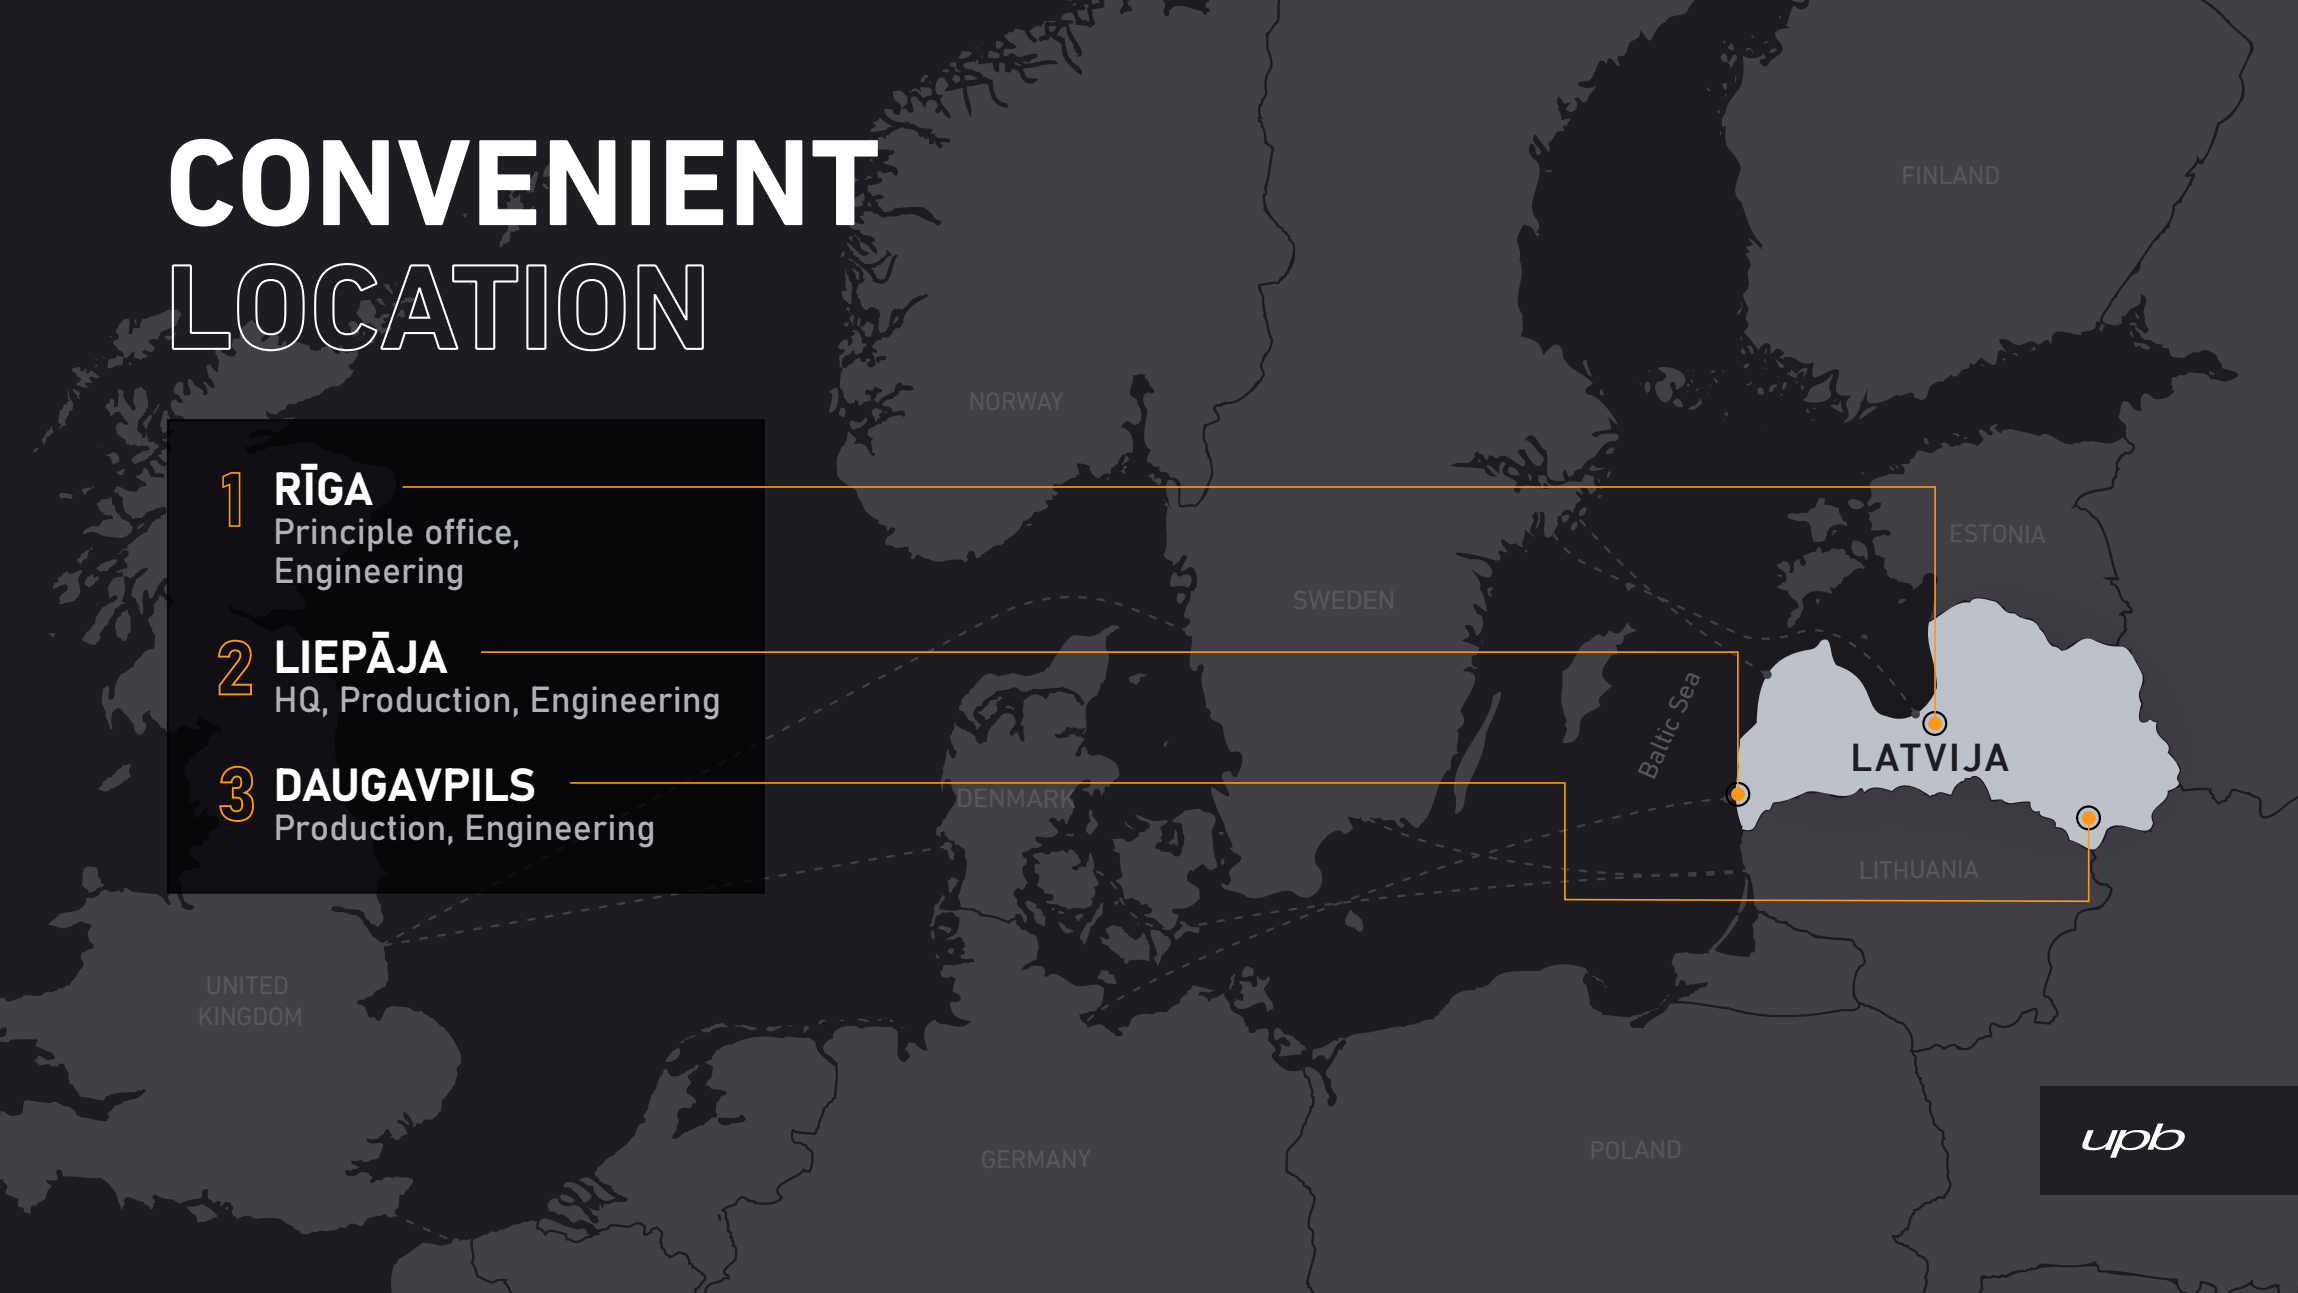 CONVENIENT
LOCATION
1
RĪGA
Principle office,
Engineering
2
LIEPĀJA
HQ, Production, Engineering
3
DAUGAVPILS
Production, Engineering
FINLAND
NORWAY
ESTONIA
SWEDEN
Baltic Sea
LATVIJA
DENMARK
LITHUANIA
UNITED
KINGDOM
GERMANY
POLAND
upb